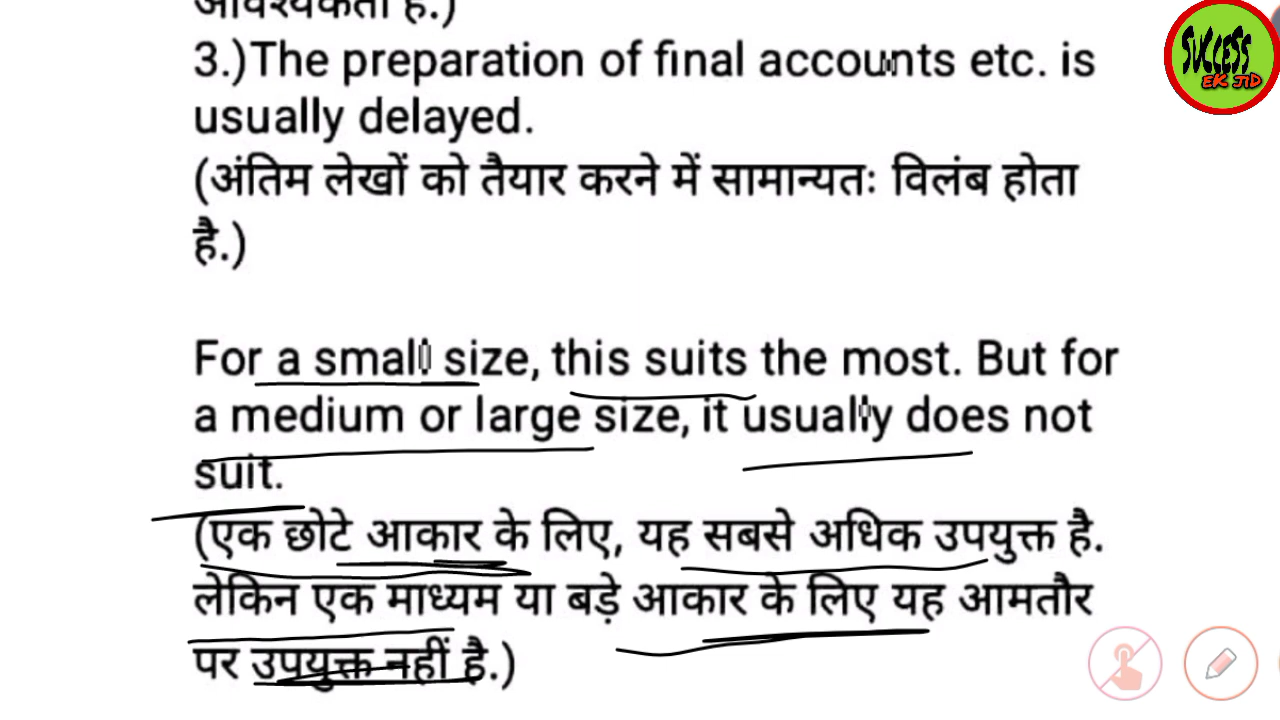 आवश्यकता है.)
3.)The preparation of final accounts etc. is
usually delayed.
(अंतिम लेखों को तैयार करने में सामान्यतः विलंब होता
है.)
For a small size, this suits the most. But for
a medium or large size, it usually does not
suit.
(एक छोटे आकार के लिए, यह सबसे अधिक उपयुक्त है.
लेकिन एक माध्यम या बड़े आकार के लिए यह आमतौर
पर उपयुक्त नहीं है.)
SUCCESS
EK JID